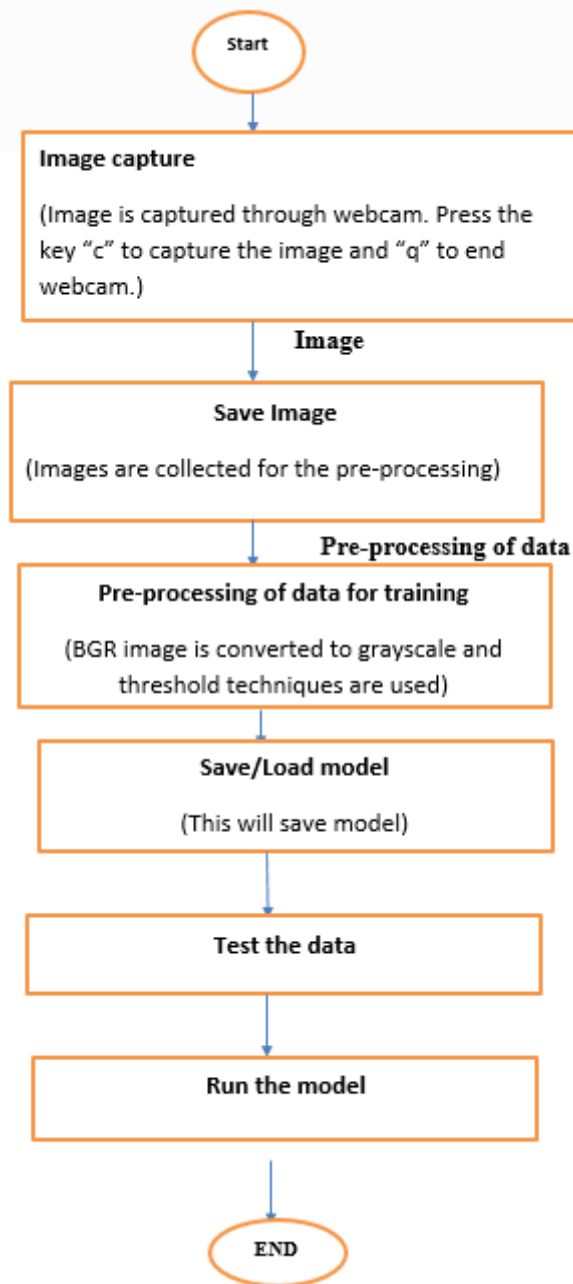 Start
Image capture
(Image is captured through webcam. Press the
key “c” to capture the image and “q” to end
webcam.)
Image
Save Image
(Images are collected for the pre-processing)
Pre-processing of data
Pre-processing of data for training
(BGR image is converted to grayscale and
threshold techniques are used)
Save/Load model
(This will save model)
Test the data
Run the model
END